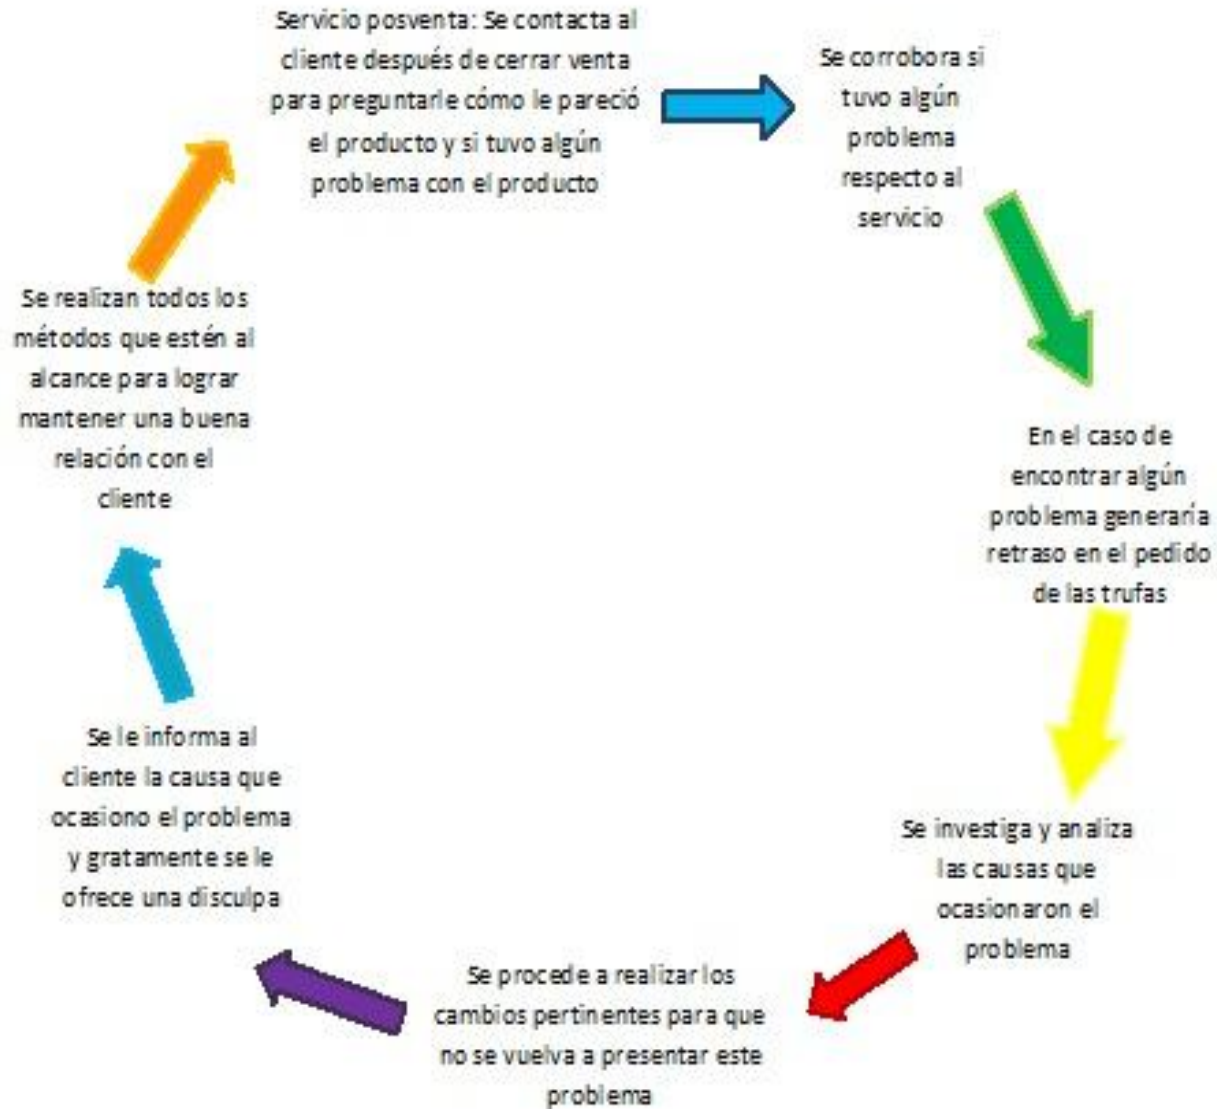 Servicio posventa: Se contacta al
cliente después de cerrar venta
para preguntarle cómo le pareció
el producto y si tuvo algún
problema con el producto
Se corrobora si
tuvo algún
problema
respecto al
servicio
En el caso de
encontrar algún
problema generaría
retraso en el pedido
de las trufas
Se investiga y analiza
las causas que
ocasionaron el
problema
Se procede a realizar los
cambios pertinentes para que
no se vuelva a presentar este
problema
Se le informa al
cliente la causa que
ocasiono el problema
y gratamente se le
ofrece una disculpa
Se realizan todos los
métodos que estén al
alcance para lograr
mantener una buena
relación con el
cliente